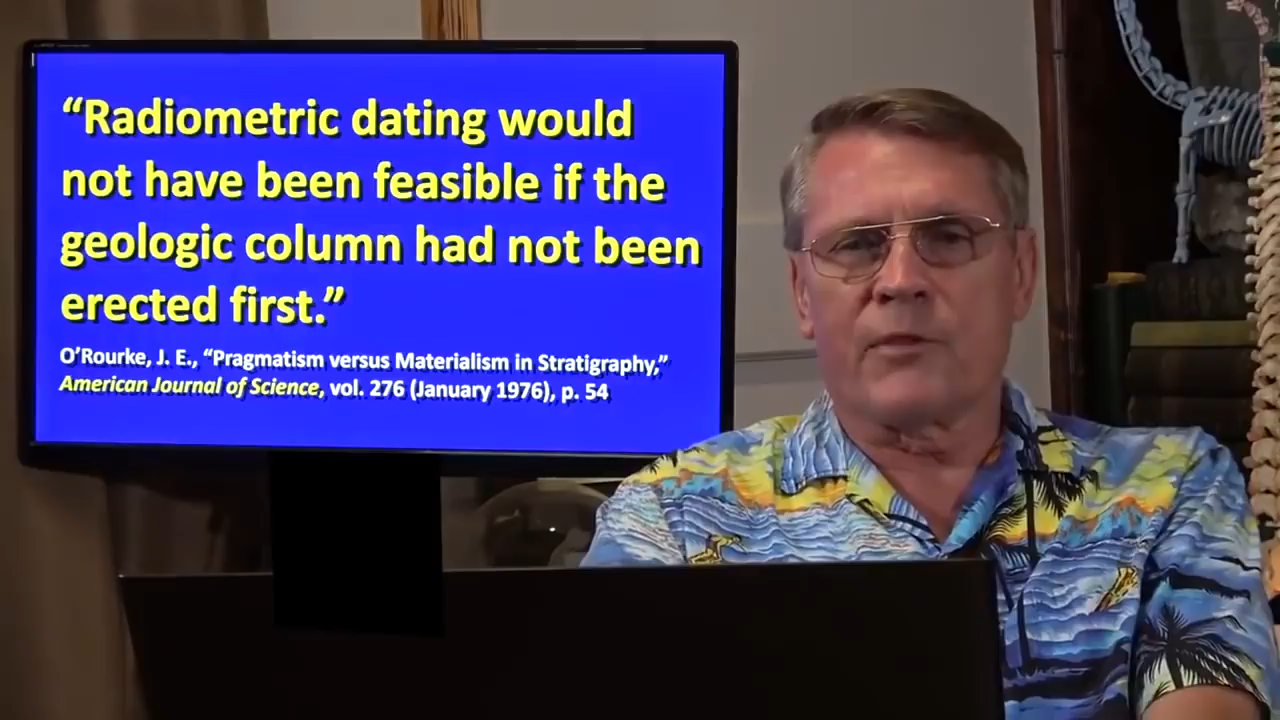 “Radiometric dating would
not have been feasible if the
geologic column had not been
erected first.”
O’Rourke, J. E., “Pragmatism versus Materialism in Stratigraphy,”
American Journal of Science, vol. 276 (January 1976), p. 54